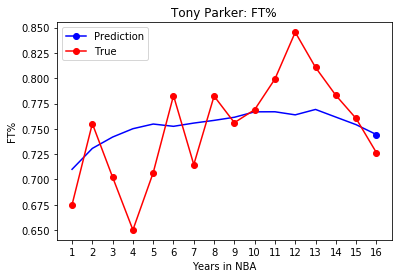 Tony Parker: FT%
Prediction
True
FT%
0.850
0.825
0.800
0.775
0.750
0.725
0.700
0.675
0.650
1 2 3 4 5 6 7 8 9 10 11 12 13 14 15 16
Years in NBA